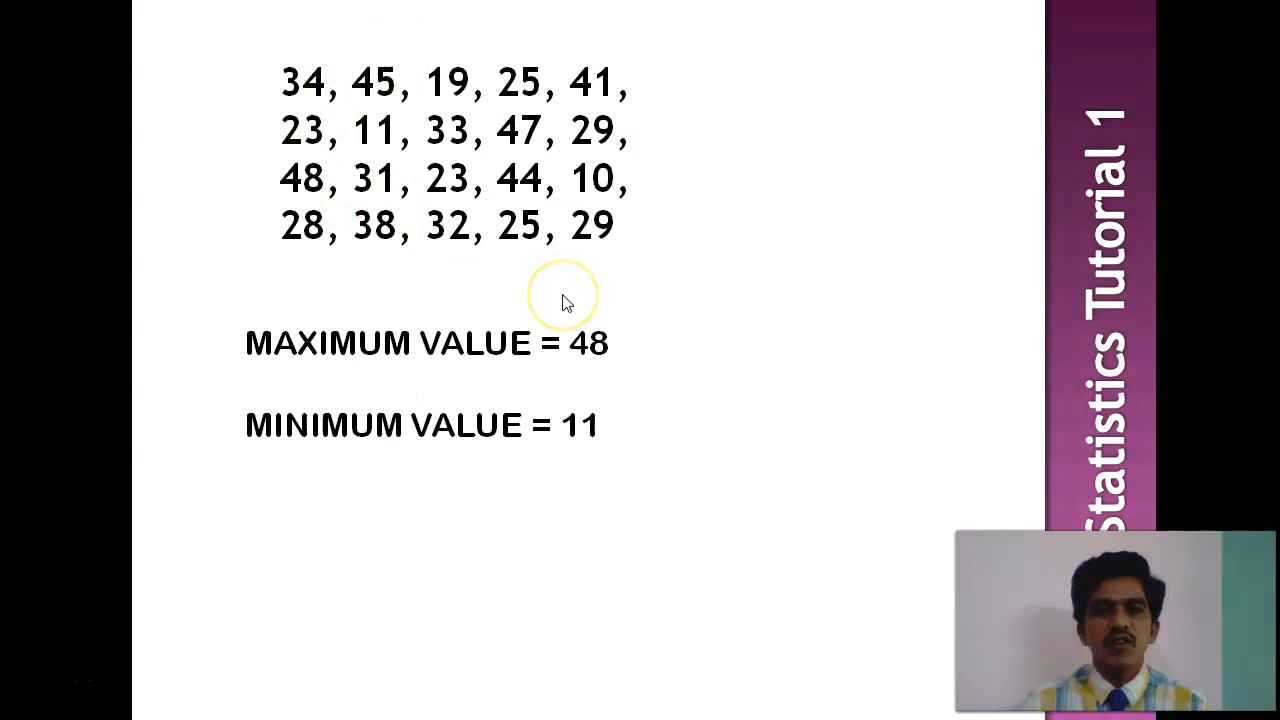 34, 45, 19, 25, 41,
23, 11, 33, 47, 29,
48, 31, 23, 44, 10,
28, 38, 32, 25, 29
MAXIMUM VALUE = 48
MINIMUM VALUE = 11
Statistics Tutorial 1